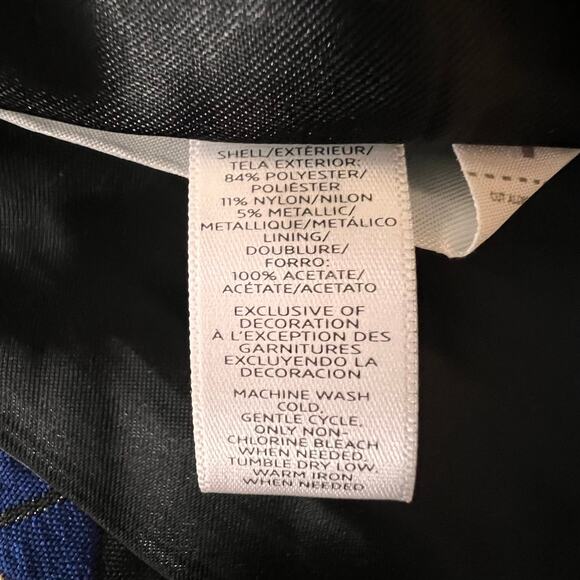 SHELL/EXTÉRIEUR/
TELA EXTERIOR:
84% POLYESTER/
POLIÉSTER
11% NYLON/NILON
5% METALLIC/
METALLIQUE/METÁLICO
LINING/
DOUBLURE/
FORRO:
100% ACETATE/
ACÉTATE/ACETATO
EXCLUSIVE OF
DECORATION
À L'EXCEPTION DES
GARNITURES
EXCLUYENDO LA
DECORACION
MACHINE WASH
COLD,
GENTLE CYCLE,
ONLY NON-
CHLORINE BLEACH
WHEN NEEDED,
TUMBLE DRY LOW,
WARM IRON
WHEN NEEDED
CUT